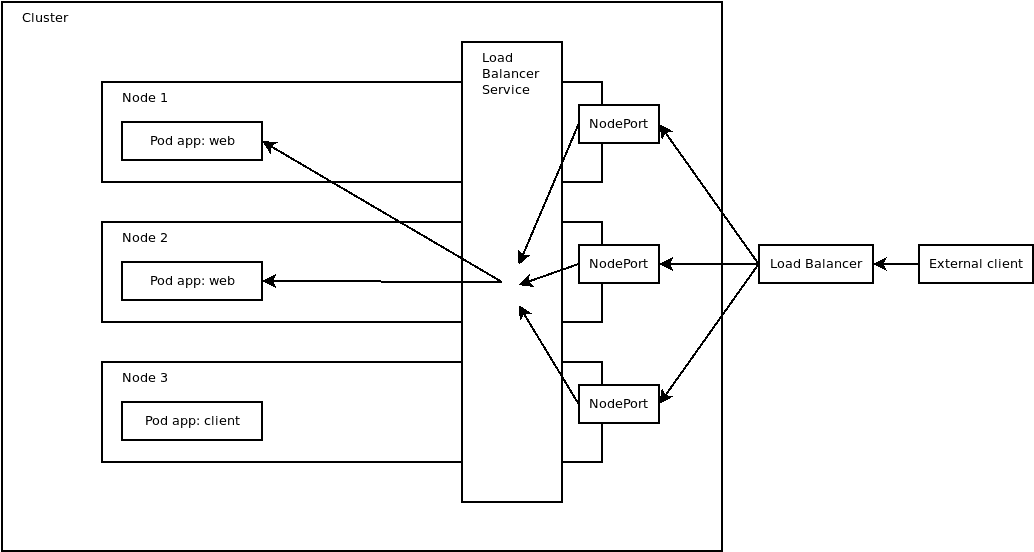 Cluster
Load
Balancer
Service
Node 1
NodePort
Pod app: web
Node 2
NodePort
Load Balancer
External client
Pod app: web
Node 3
NodePort
Pod app: client